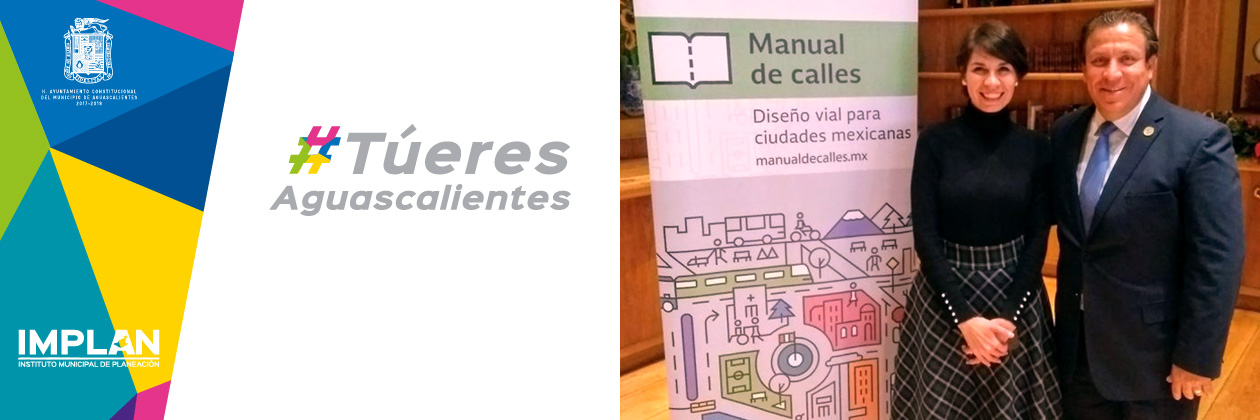 H. AYUNTAMIENTO CONSTITUCIONAL
DEL MUNICIPIO DE AGUASCALIENTES
2017-2019
#Túeres
Aguascalientes
IMPLAN
INSTITUTO MUNICIPAL DE PLANEACIÓN
Manual
de calles
Diseño vial para
ciudades mexicanas
manualdecalles.mx